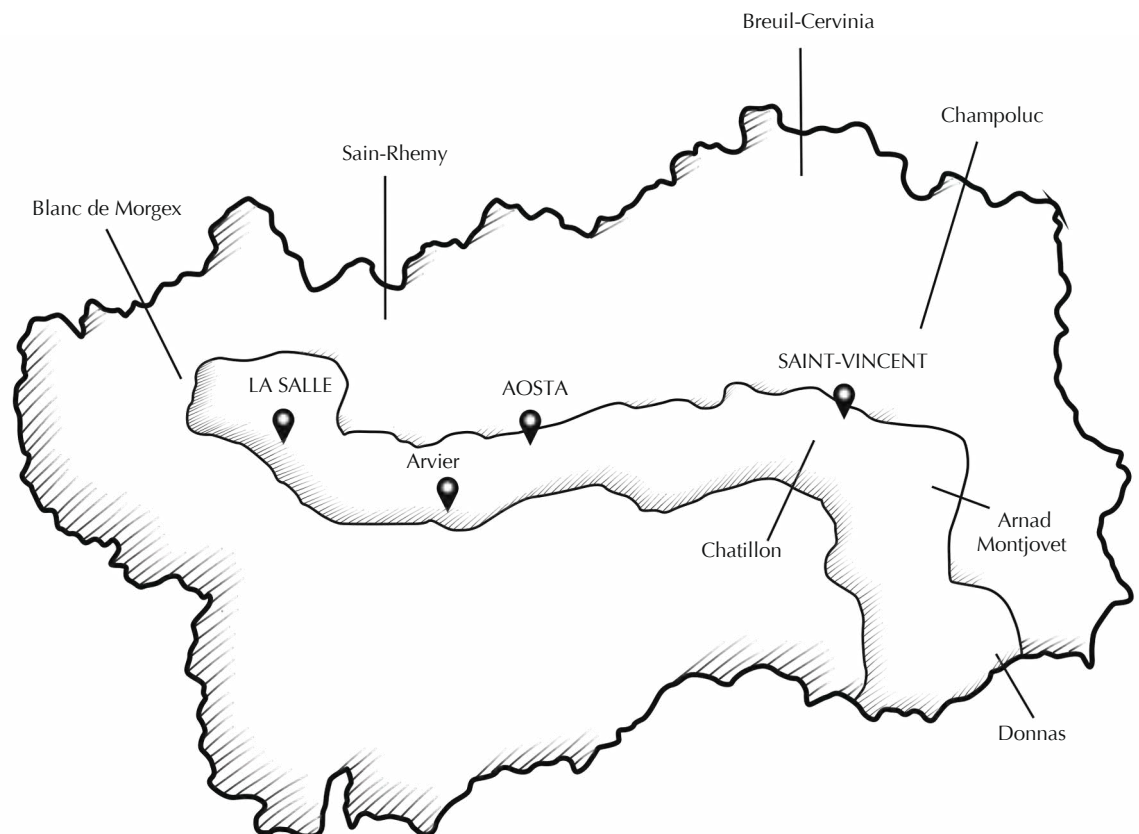 Breuil-Cervinia
Champoluc
Sain-Rhemy
Blanc de Morgex
SAINT-VINCENT
LA SALLE
AOSTA
Arvier
Arnad
Montjovet
Chatillon
Donnas